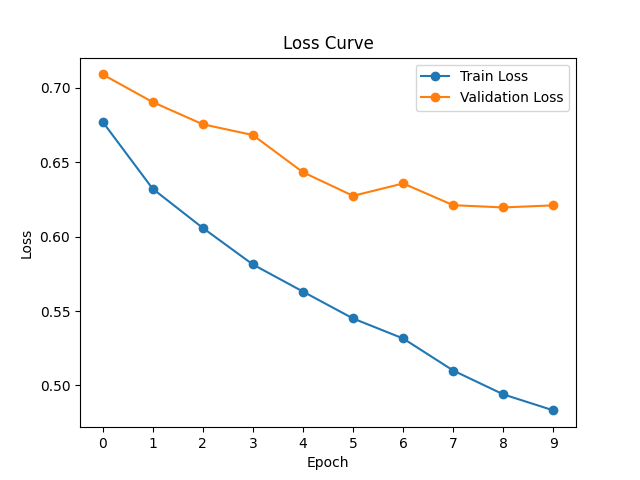 Loss Curve
Train Loss
Validation Loss
0.70
0.65
0.60
0.55
0.50
Loss
0 1 2 3 4 5 6 7 8 9
Epoch